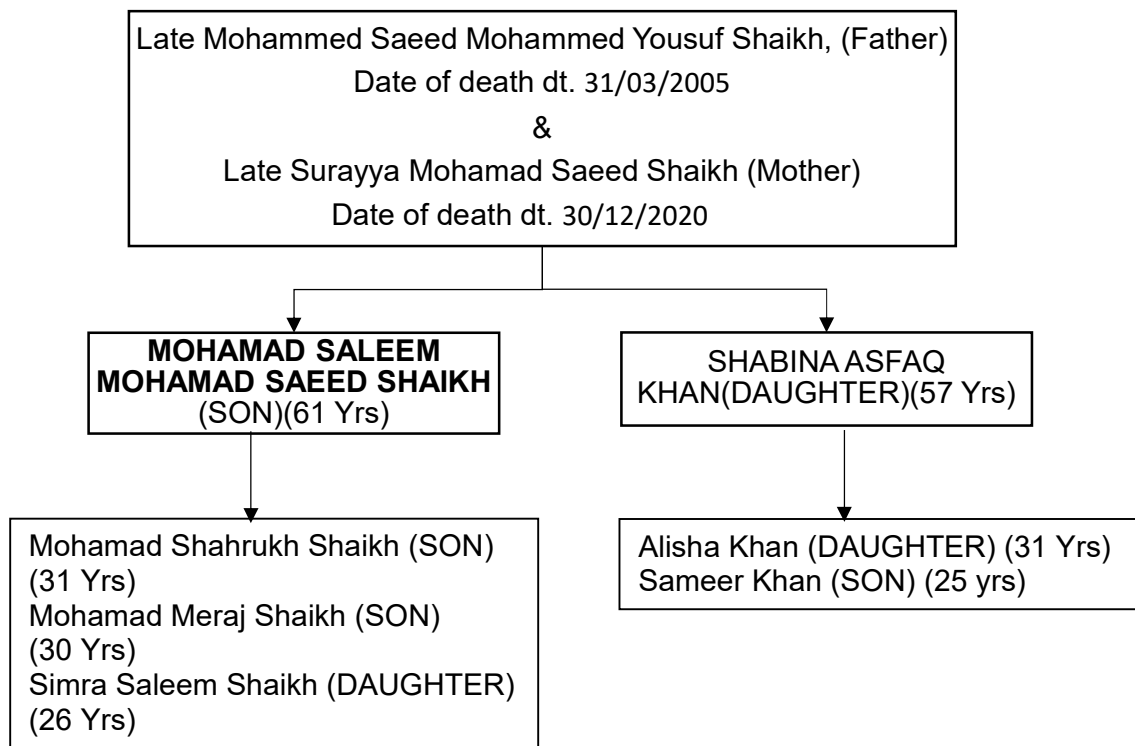 Late Mohammed Saeed Mohammed Yousuf Shaikh, (Father)
Date of death dt. 31/03/2005
&
Late Surayya Mohamad Saeed Shaikh (Mother)
Date of death dt. 30/12/2020
MOHAMAD SALEEM
MOHAMAD SAEED SHAIKH
(SON)(61 Yrs)
SHABINA ASFAQ
KHAN(DAUGHTER)(57 Yrs)
Mohamad Shahrukh Shaikh (SON)
(31 Yrs)
Mohamad Meraj Shaikh (SON)
(30 Yrs)
Simra Saleem Shaikh (DAUGHTER)
(26 Yrs)
Alisha Khan (DAUGHTER) (31 Yrs)
Sameer Khan (SON) (25 yrs)